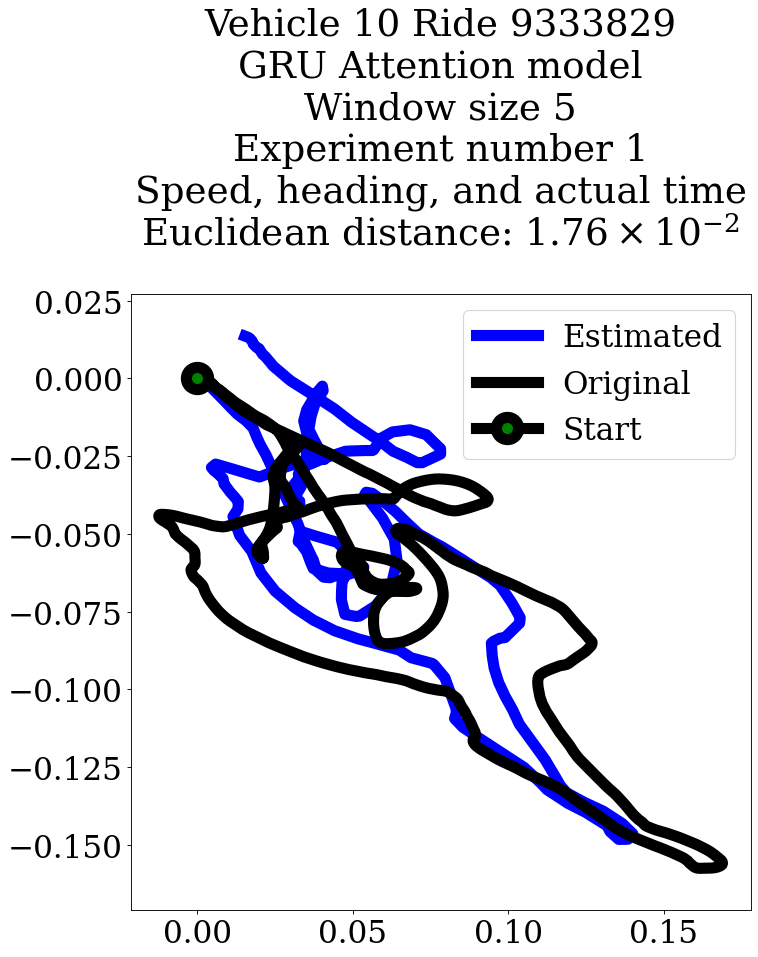 Vehicle 10 Ride 9333829
GRU Attention model
Window size 5
Experiment number 1
Speed, heading, and actual time
Euclidean distance: 1.76 × 10⁻²
0.025
0.000
−0.025
−0.050
−0.075
−0.100
−0.125
−0.150
Estimated
Original
Start
0.00 0.05 0.10 0.15